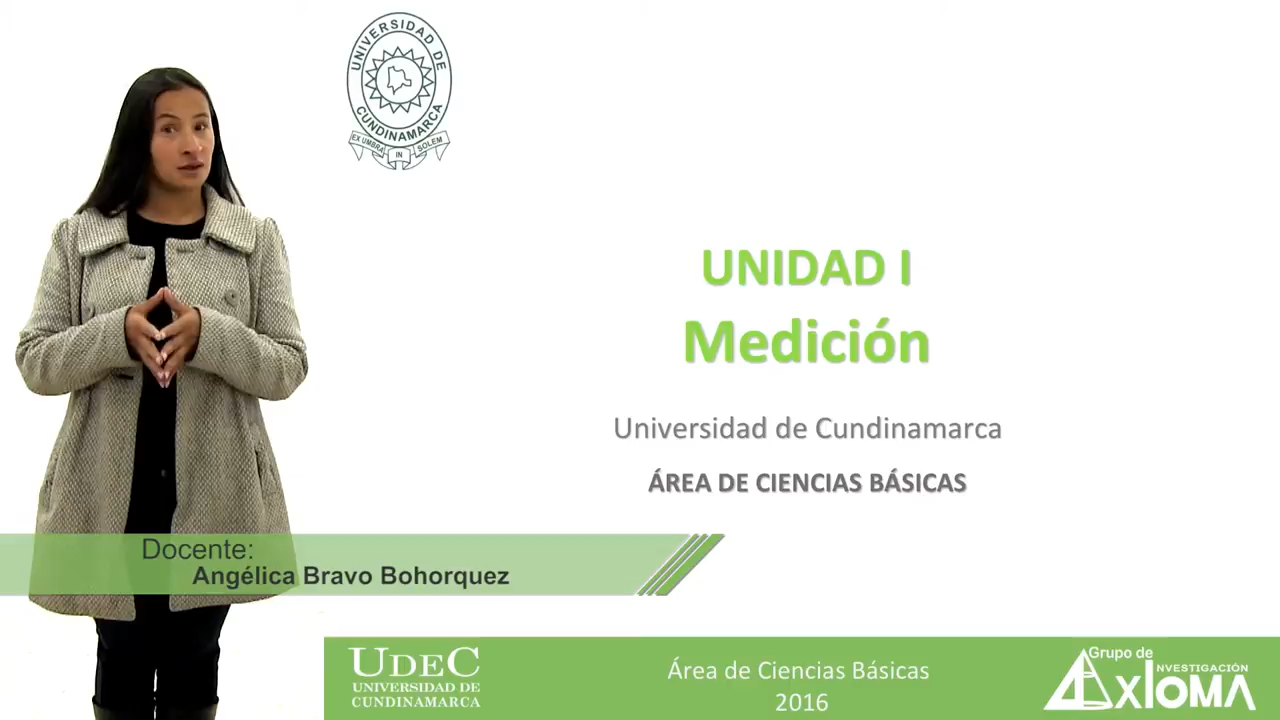 UNIVERSIDAD DE
CUNDINAMARCA
EX UMBRA
IN
SOLEM
UNIDAD I
Medición
Universidad de Cundinamarca
ÁREA DE CIENCIAS BÁSICAS
Docente:
Angélica Bravo Bohorquez
UDEC
UNIVERSIDAD DE
CUNDINAMARCA
Área de Ciencias Básicas
2016
Grupo de
INVESTIGACIÓN
AXIOMA